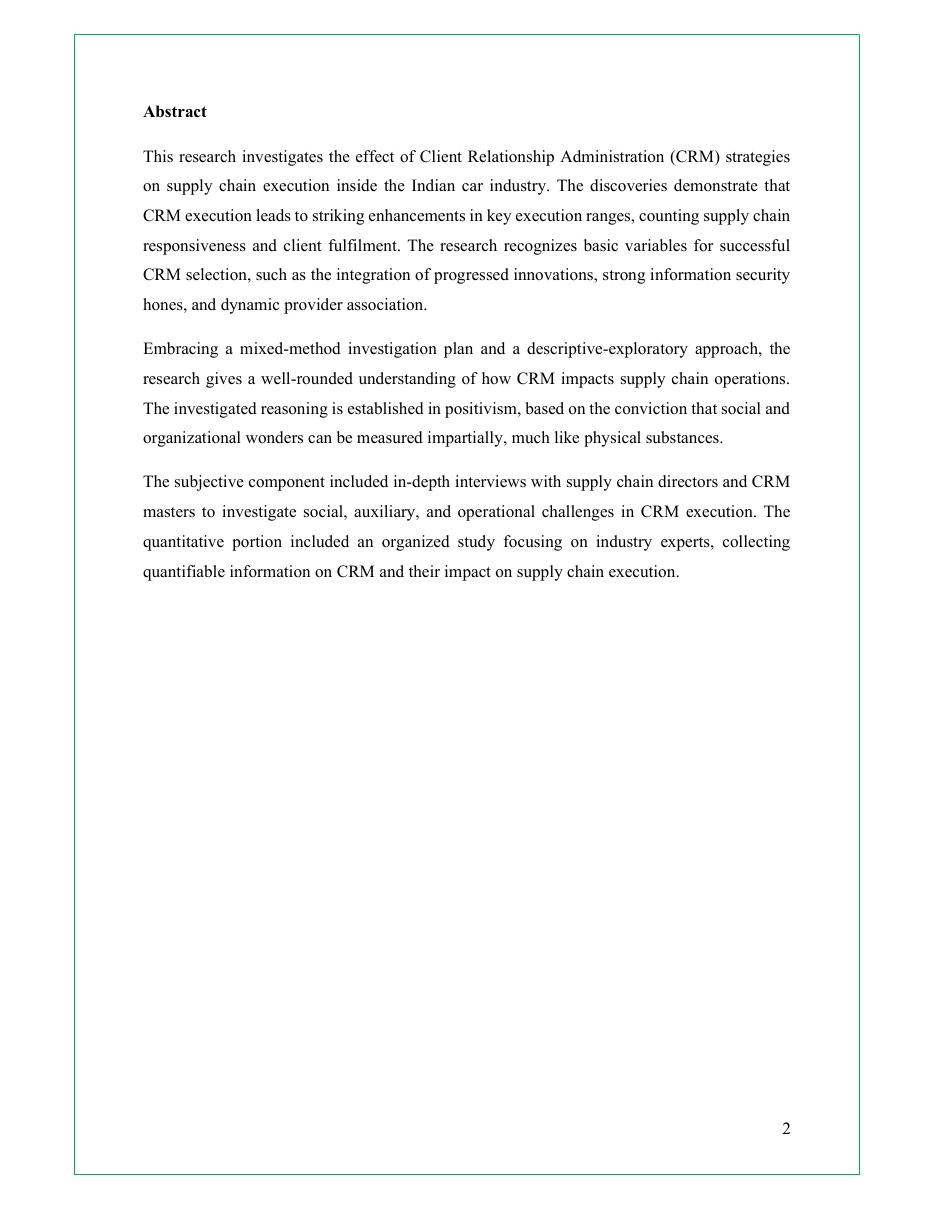 Abstract
This research investigates the effect of Client Relationship Administration (CRM) strategies
on supply chain execution inside the Indian car industry. The discoveries demonstrate that
CRM execution leads to striking enhancements in key execution ranges, counting supply chain
responsiveness and client fulfilment. The research recognizes basic variables for successful
CRM selection, such as the integration of progressed innovations, strong information security
hones, and dynamic provider association.
Embracing a mixed-method investigation plan and a descriptive-exploratory approach, the
research gives a well-rounded understanding of how CRM impacts supply chain operations.
The investigated reasoning is established in positivism, based on the conviction that social and
organizational wonders can be measured impartially, much like physical substances.
The subjective component included in-depth interviews with supply chain directors and CRM
masters to investigate social, auxiliary, and operational challenges in CRM execution. The
quantitative portion included an organized study focusing on industry experts, collecting
quantifiable information on CRM and their impact on supply chain execution.
2